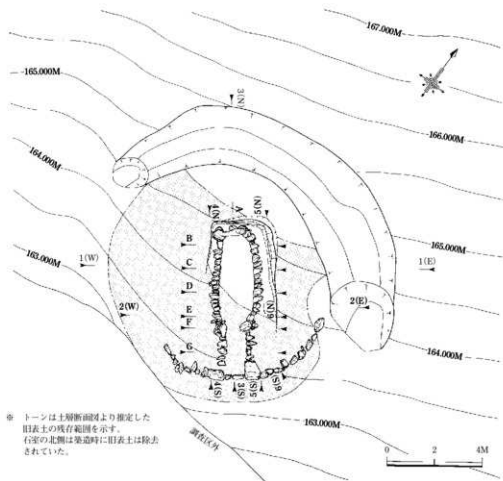 167.000M
165.000M
3(N)
166.000M
164.000M
4(N)
A
5(N)
B
165.000M
1(W)
163.000M
C
1(E)
D
6(N)
2(W)
E
2(E)
F
G
164.000M
4(S)
3(S)
5(S)
6(S)
※ トーンは土層断面図より推定した
旧表土の残存範囲を示す。
石室の北側は築造時に旧表土は除去
されていた。
調査区外
163.000M
0 2 4M